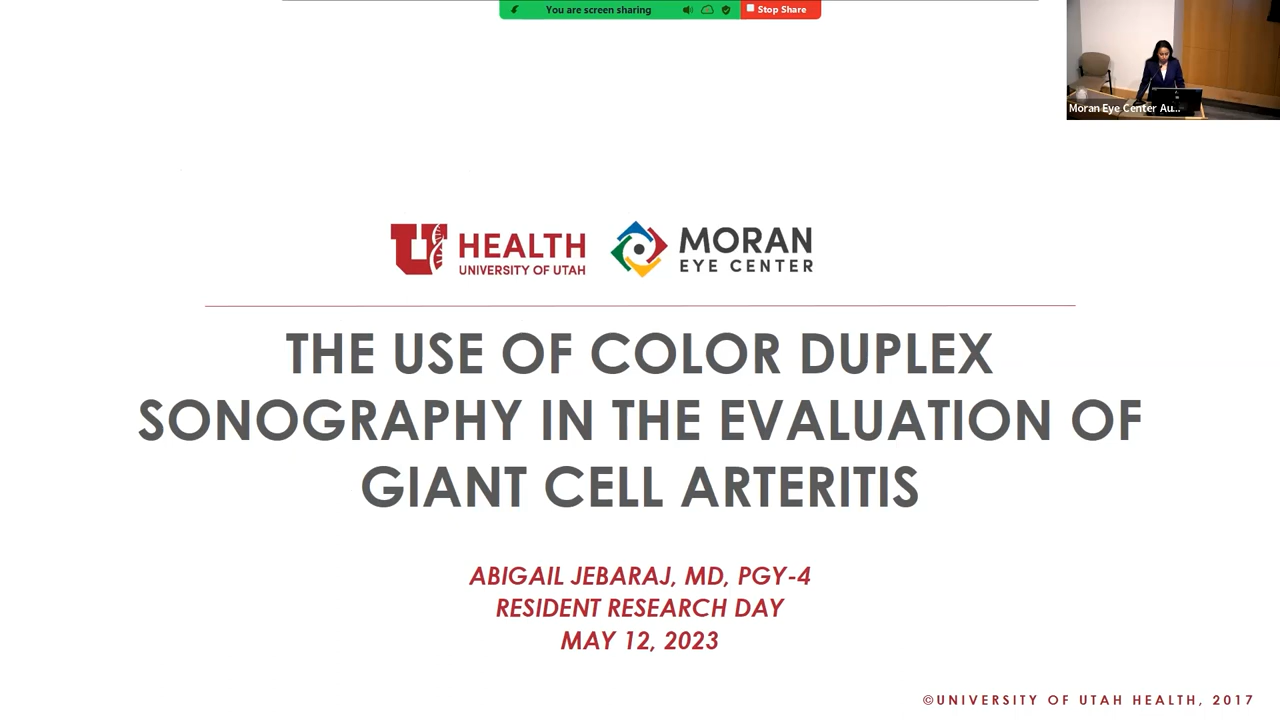 You are screen sharing
Stop Share
Moran Eye Center Au...
U HEALTH
UNIVERSITY OF UTAH
MORAN
EYE CENTER
THE USE OF COLOR DUPLEX
SONOGRAPHY IN THE EVALUATION OF
GIANT CELL ARTERITIS
ABIGAIL JEBARAJ, MD, PGY-4
RESIDENT RESEARCH DAY
MAY 12, 2023
©UNIVERSITY OF UTAH HEALTH, 2017